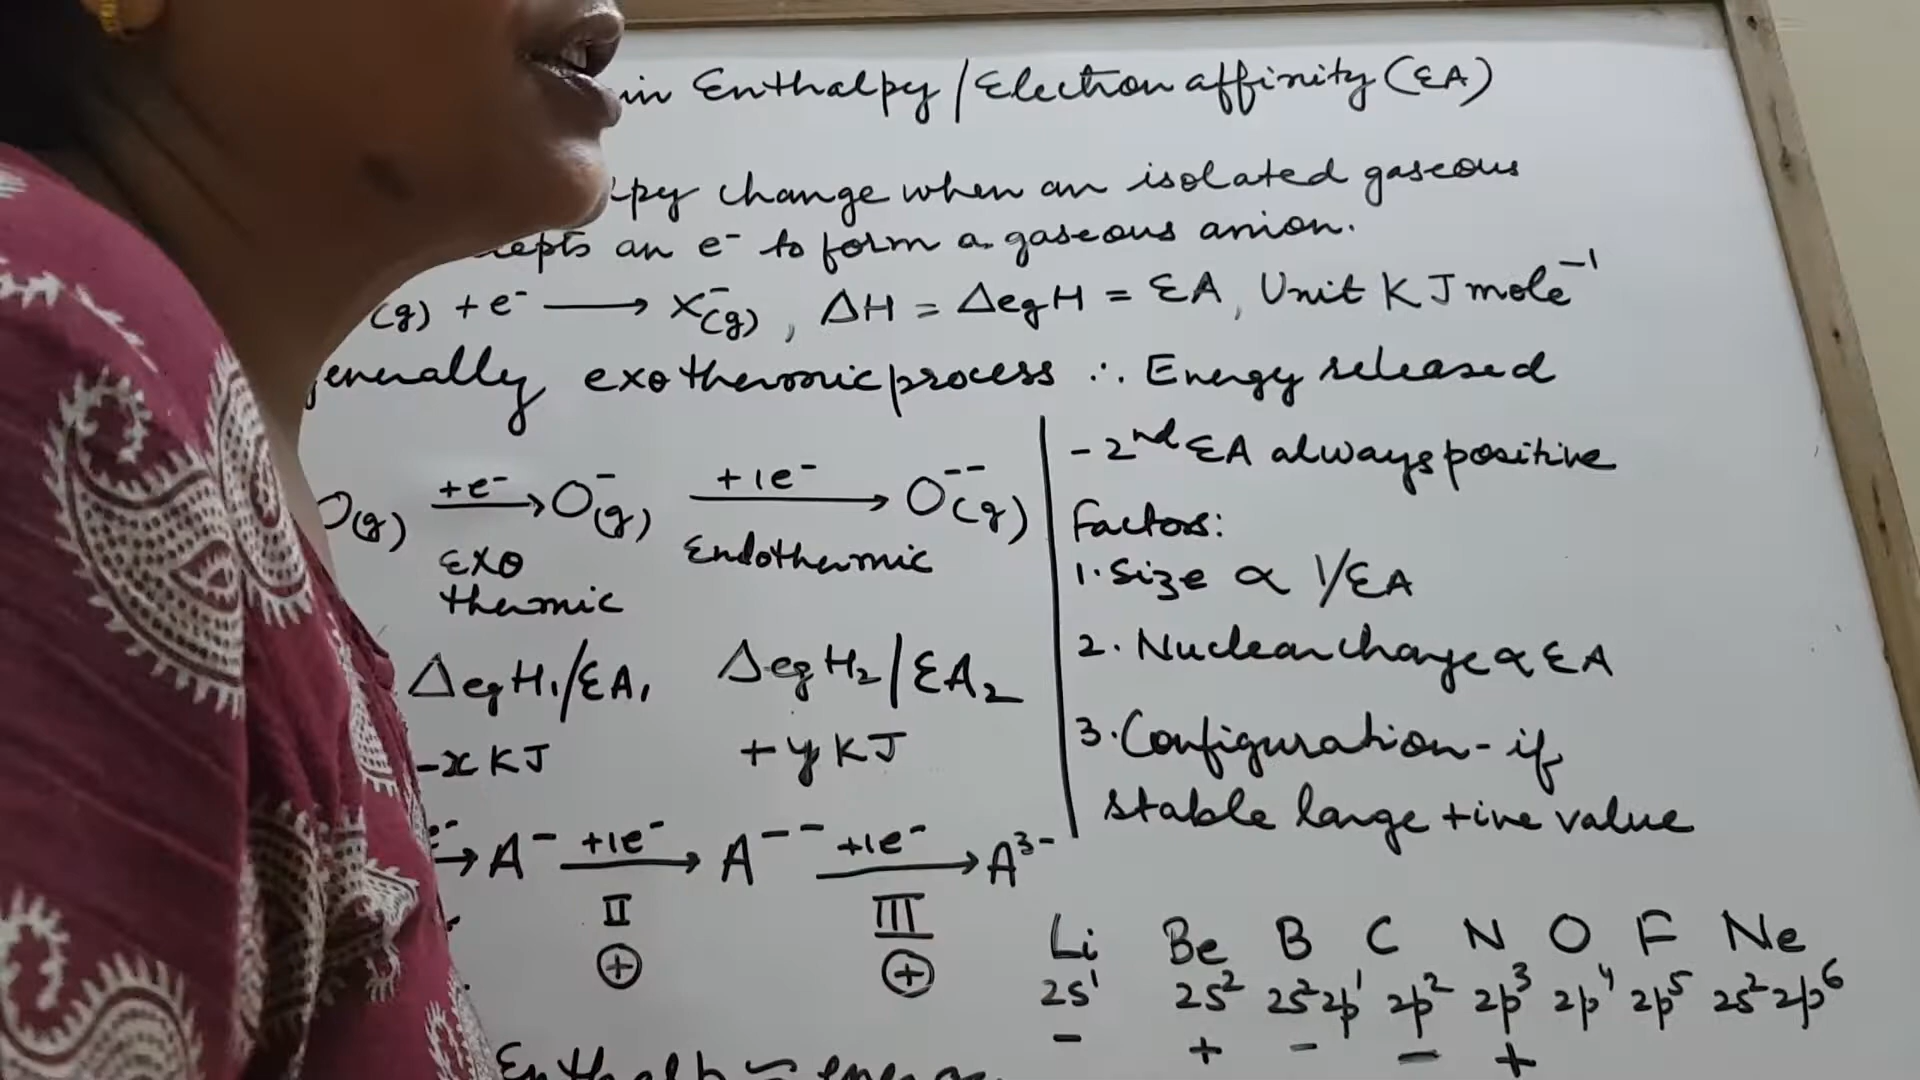 in Enthalpy/Electron affinity (EA)
change when an isolated gaseous
an e⁻ to form a gaseous anion.
(g) + e⁻ ⟶ X⁻(g), ΔH = ΔegH = EA, Unit KJ mole⁻¹
exothermic process ∴ Energy released
O(g) +e⁻→ O⁻(g) +1e⁻→ O⁻⁻(g)
Exo Endothermic
thermic
ΔegH₁/EA₁ ΔegH₂/EA₂
-x KJ +y KJ
→ A⁻ +1e⁻→ A⁻⁻ +1e⁻→ A³⁻
II III
⊕ ⊕
- 2nd EA always positive
Factors:
1. Size ∝ 1/EA
2. Nuclear charge ∝ EA
3. Configuration - if
stable large +ive value
Li Be B C N O F Ne
2s¹ 2s² 2s²2p¹ 2p² 2p³ 2p⁴ 2p⁵ 2s²2p⁶
- + - - +